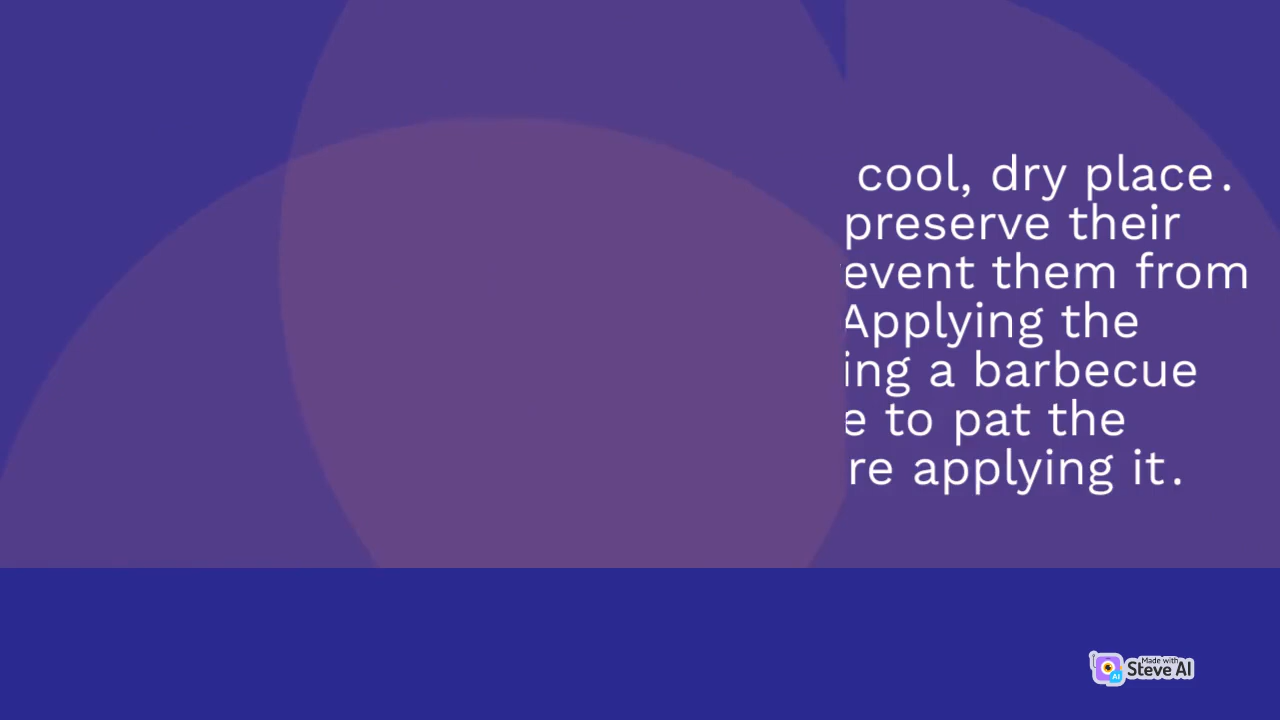 cool, dry place.
preserve their
event them from
Applying the
ing a barbecue
e to pat the
re applying it.
Made with
Steve AI
AI